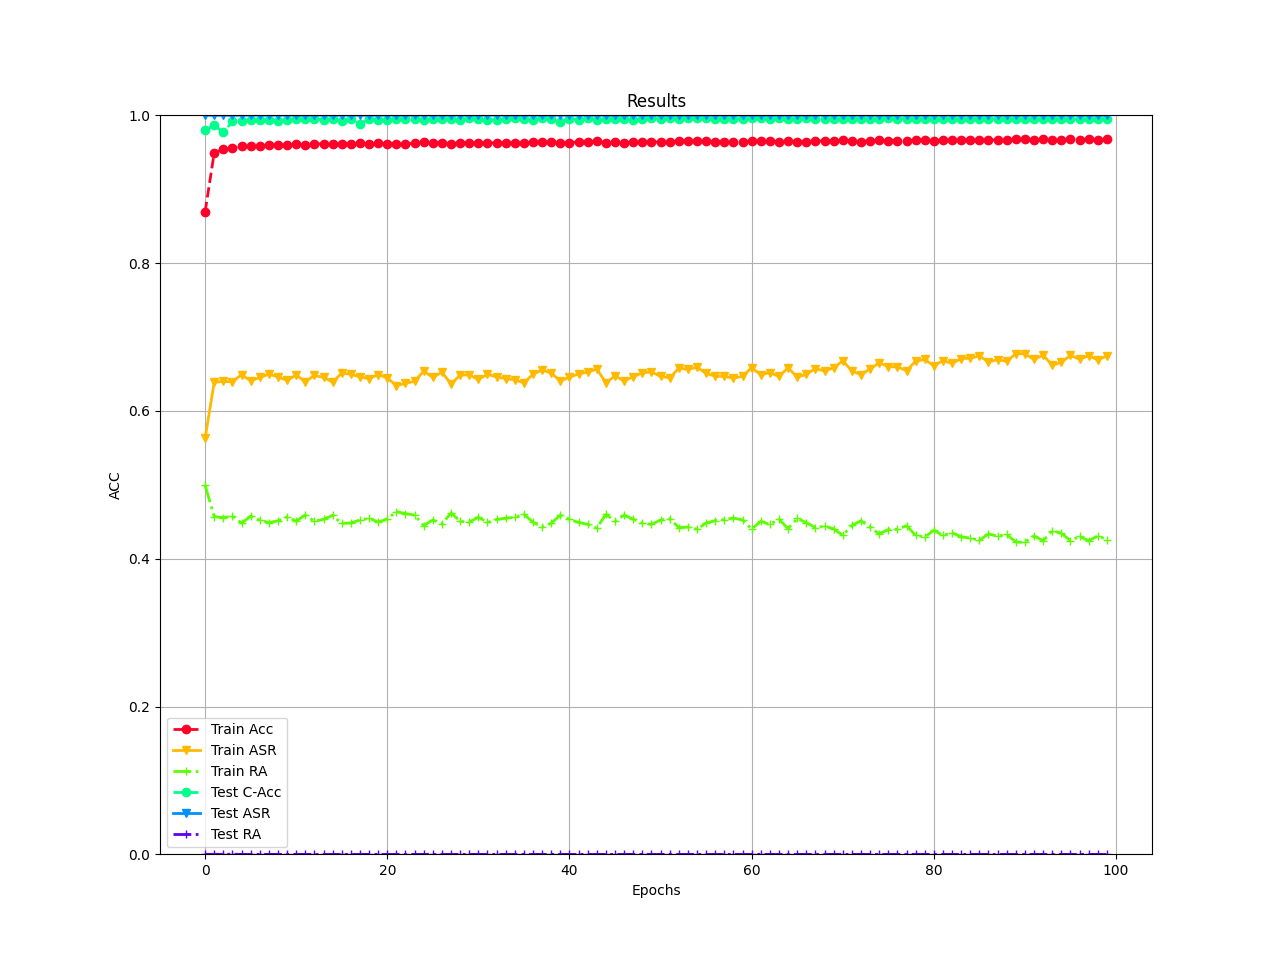 Results
1.0
0.8
0.6
0.4
0.2
0.0
ACC
Train Acc
Train ASR
Train RA
Test C-Acc
Test ASR
Test RA
0 20 40 60 80 100
Epochs